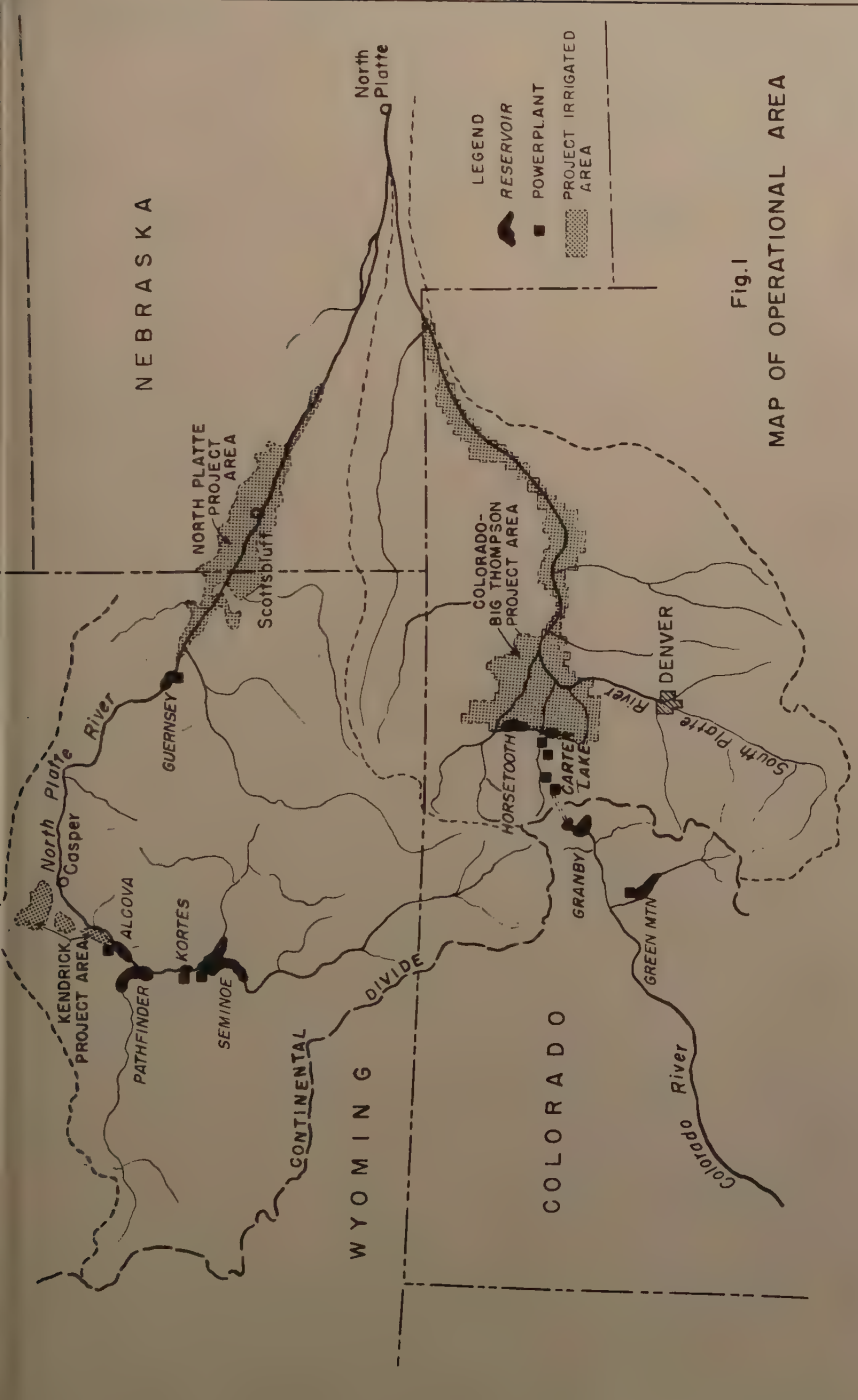 NEBRASKA
North
Platte
LEGEND
RESERVOIR
POWERPLANT
PROJECT IRRIGATED
AREA
NORTH PLATTE
PROJECT
AREA
Scottsbluff
North Platte River
Casper
GUERNSEY
KENDRICK
PROJECT AREA
ALCOVA
PATHFINDER
KORTES
SEMINOE
CONTINENTAL DIVIDE
WYOMING
COLORADO-
BIG THOMPSON
PROJECT AREA
HORSETOOTH
CARTER
LAKE
DENVER
South Platte River
GRANBY
GREEN MTN
COLORADO
Colorado River
Fig.1
MAP OF OPERATIONAL AREA